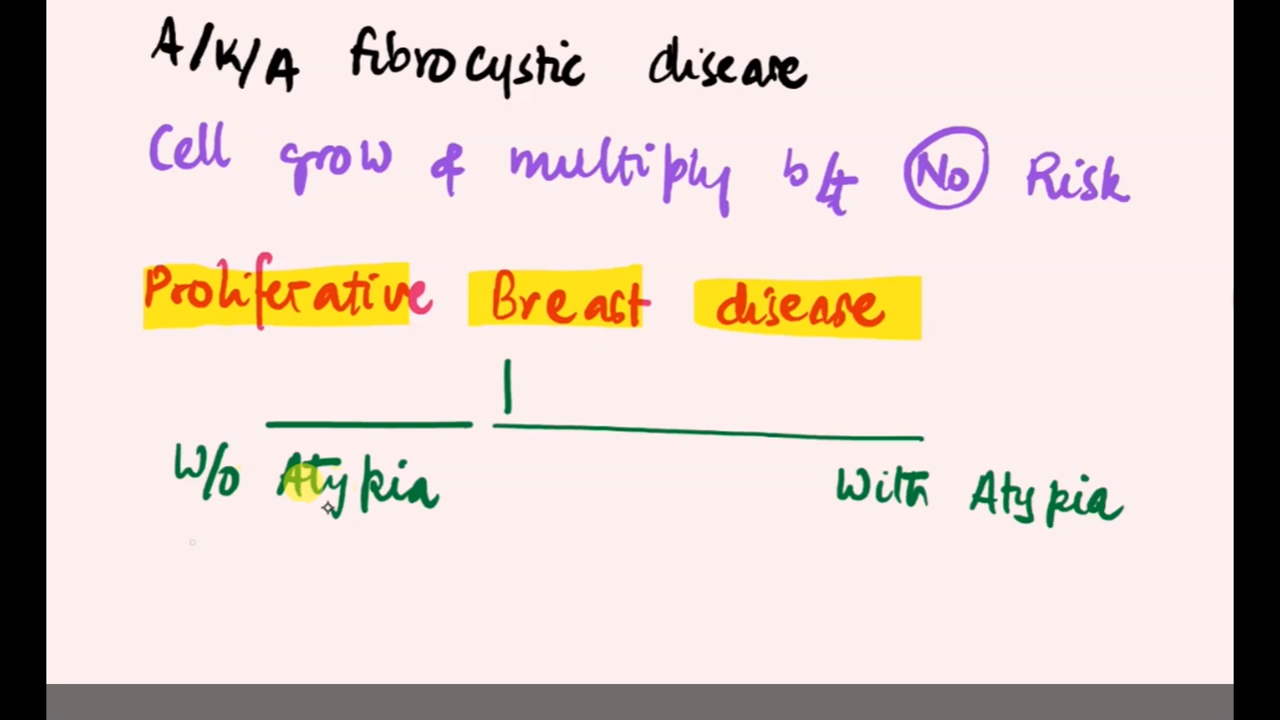 A/K/A fibrocystic disease
Cell grow & multiply b/t No Risk
Proliferative Breast disease
W/o Atypia With Atypia